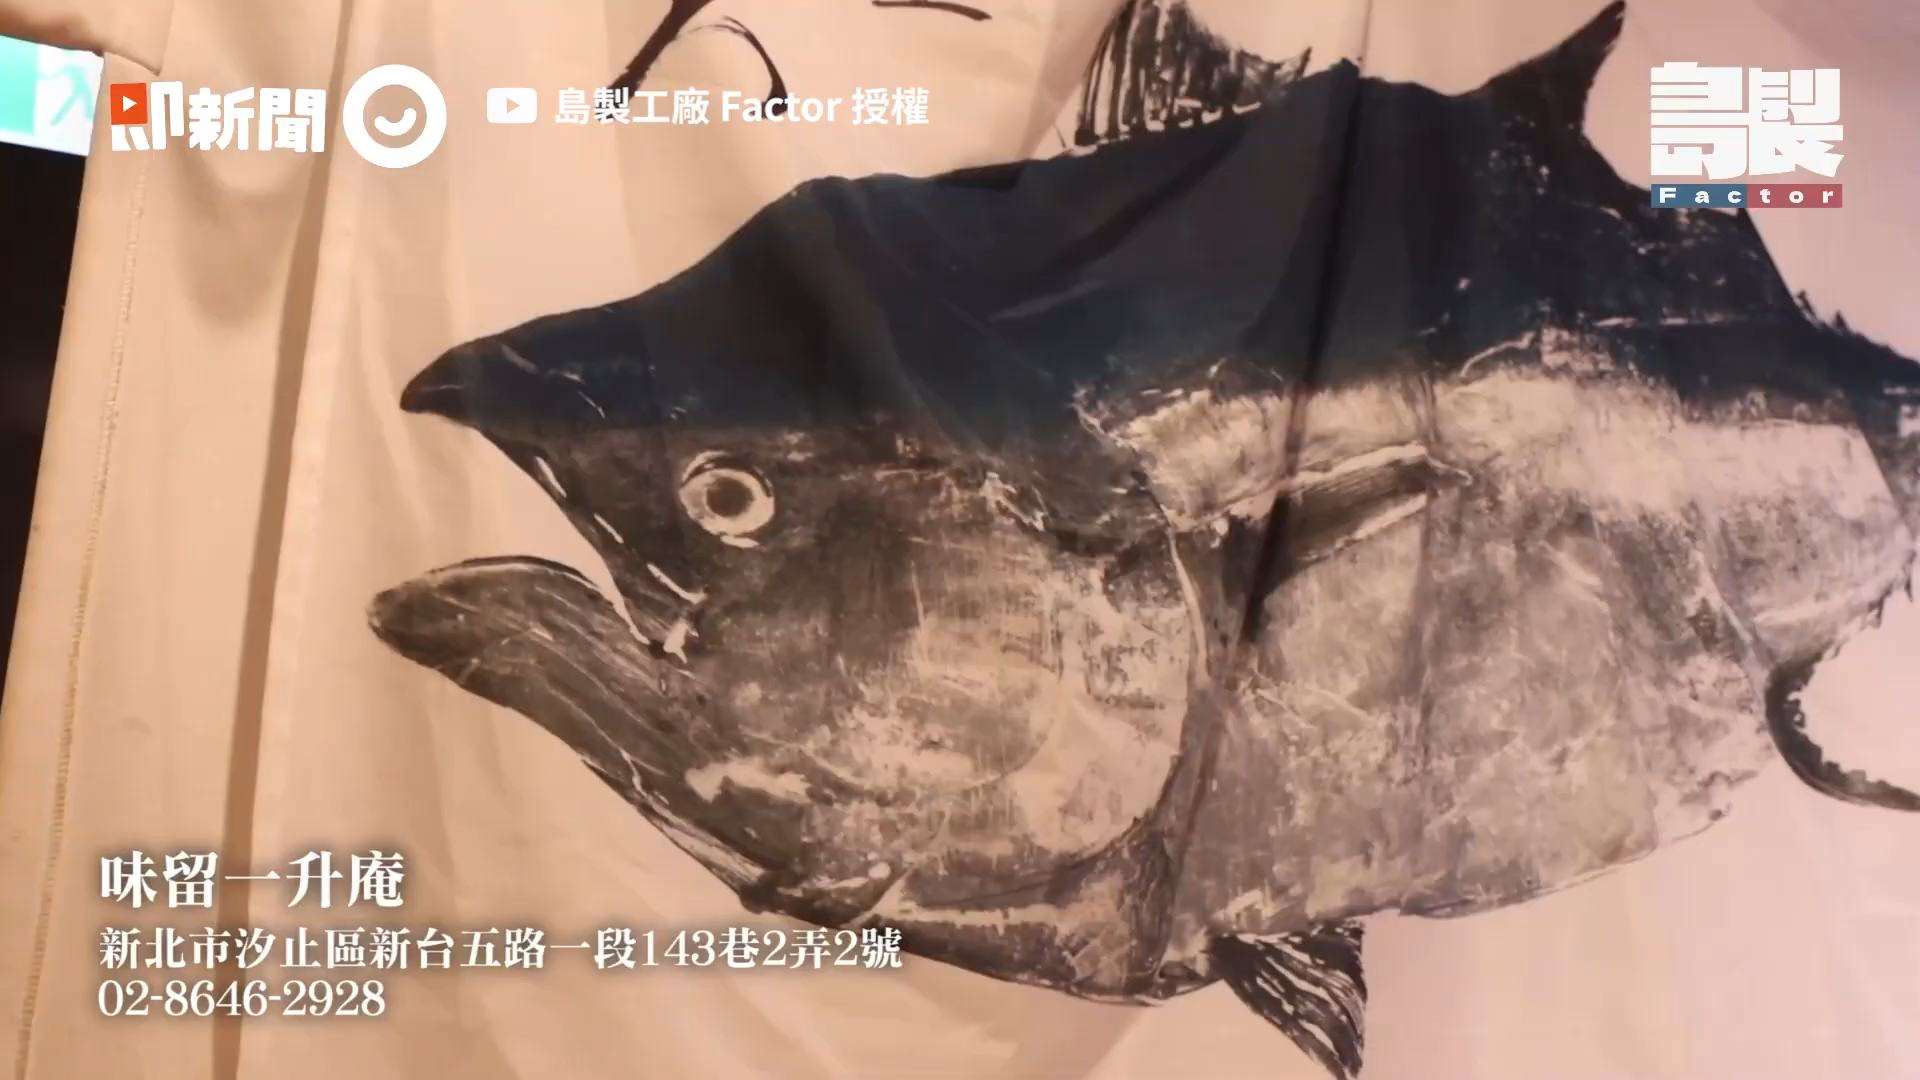 即新聞
島製工廠 Factor 授權
島製
Factor
味留一升庵
新北市汐止區新台五路一段143巷2弄2號
02-8646-2928